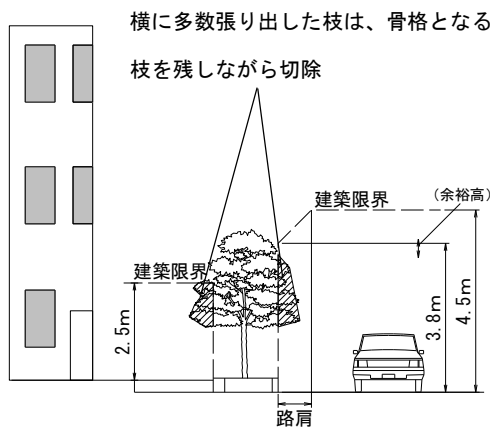 横に多数張り出した枝は、骨格となる
枝を残しながら切除
(余裕高)
建築限界
建築限界
2.5m
3.8m
4.5m
路肩